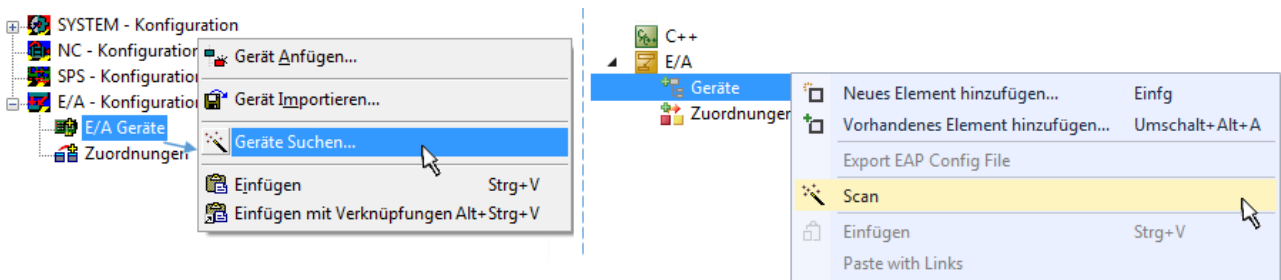 SYSTEM - Konfiguration
NC - Konfiguration
SPS - Konfiguration
E/A - Konfiguration
E/A Geräte
Zuordnungen
Gerät Anfügen...
Gerät Importieren...
Geräte Suchen...
Einfügen Strg+V
Einfügen mit Verknüpfungen Alt+Strg+V
C++
E/A
Geräte
Zuordnungen
Neues Element hinzufügen... Einfg
Vorhandenes Element hinzufügen... Umschalt+Alt+A
Export EAP Config File
Scan
Einfügen Strg+V
Paste with Links